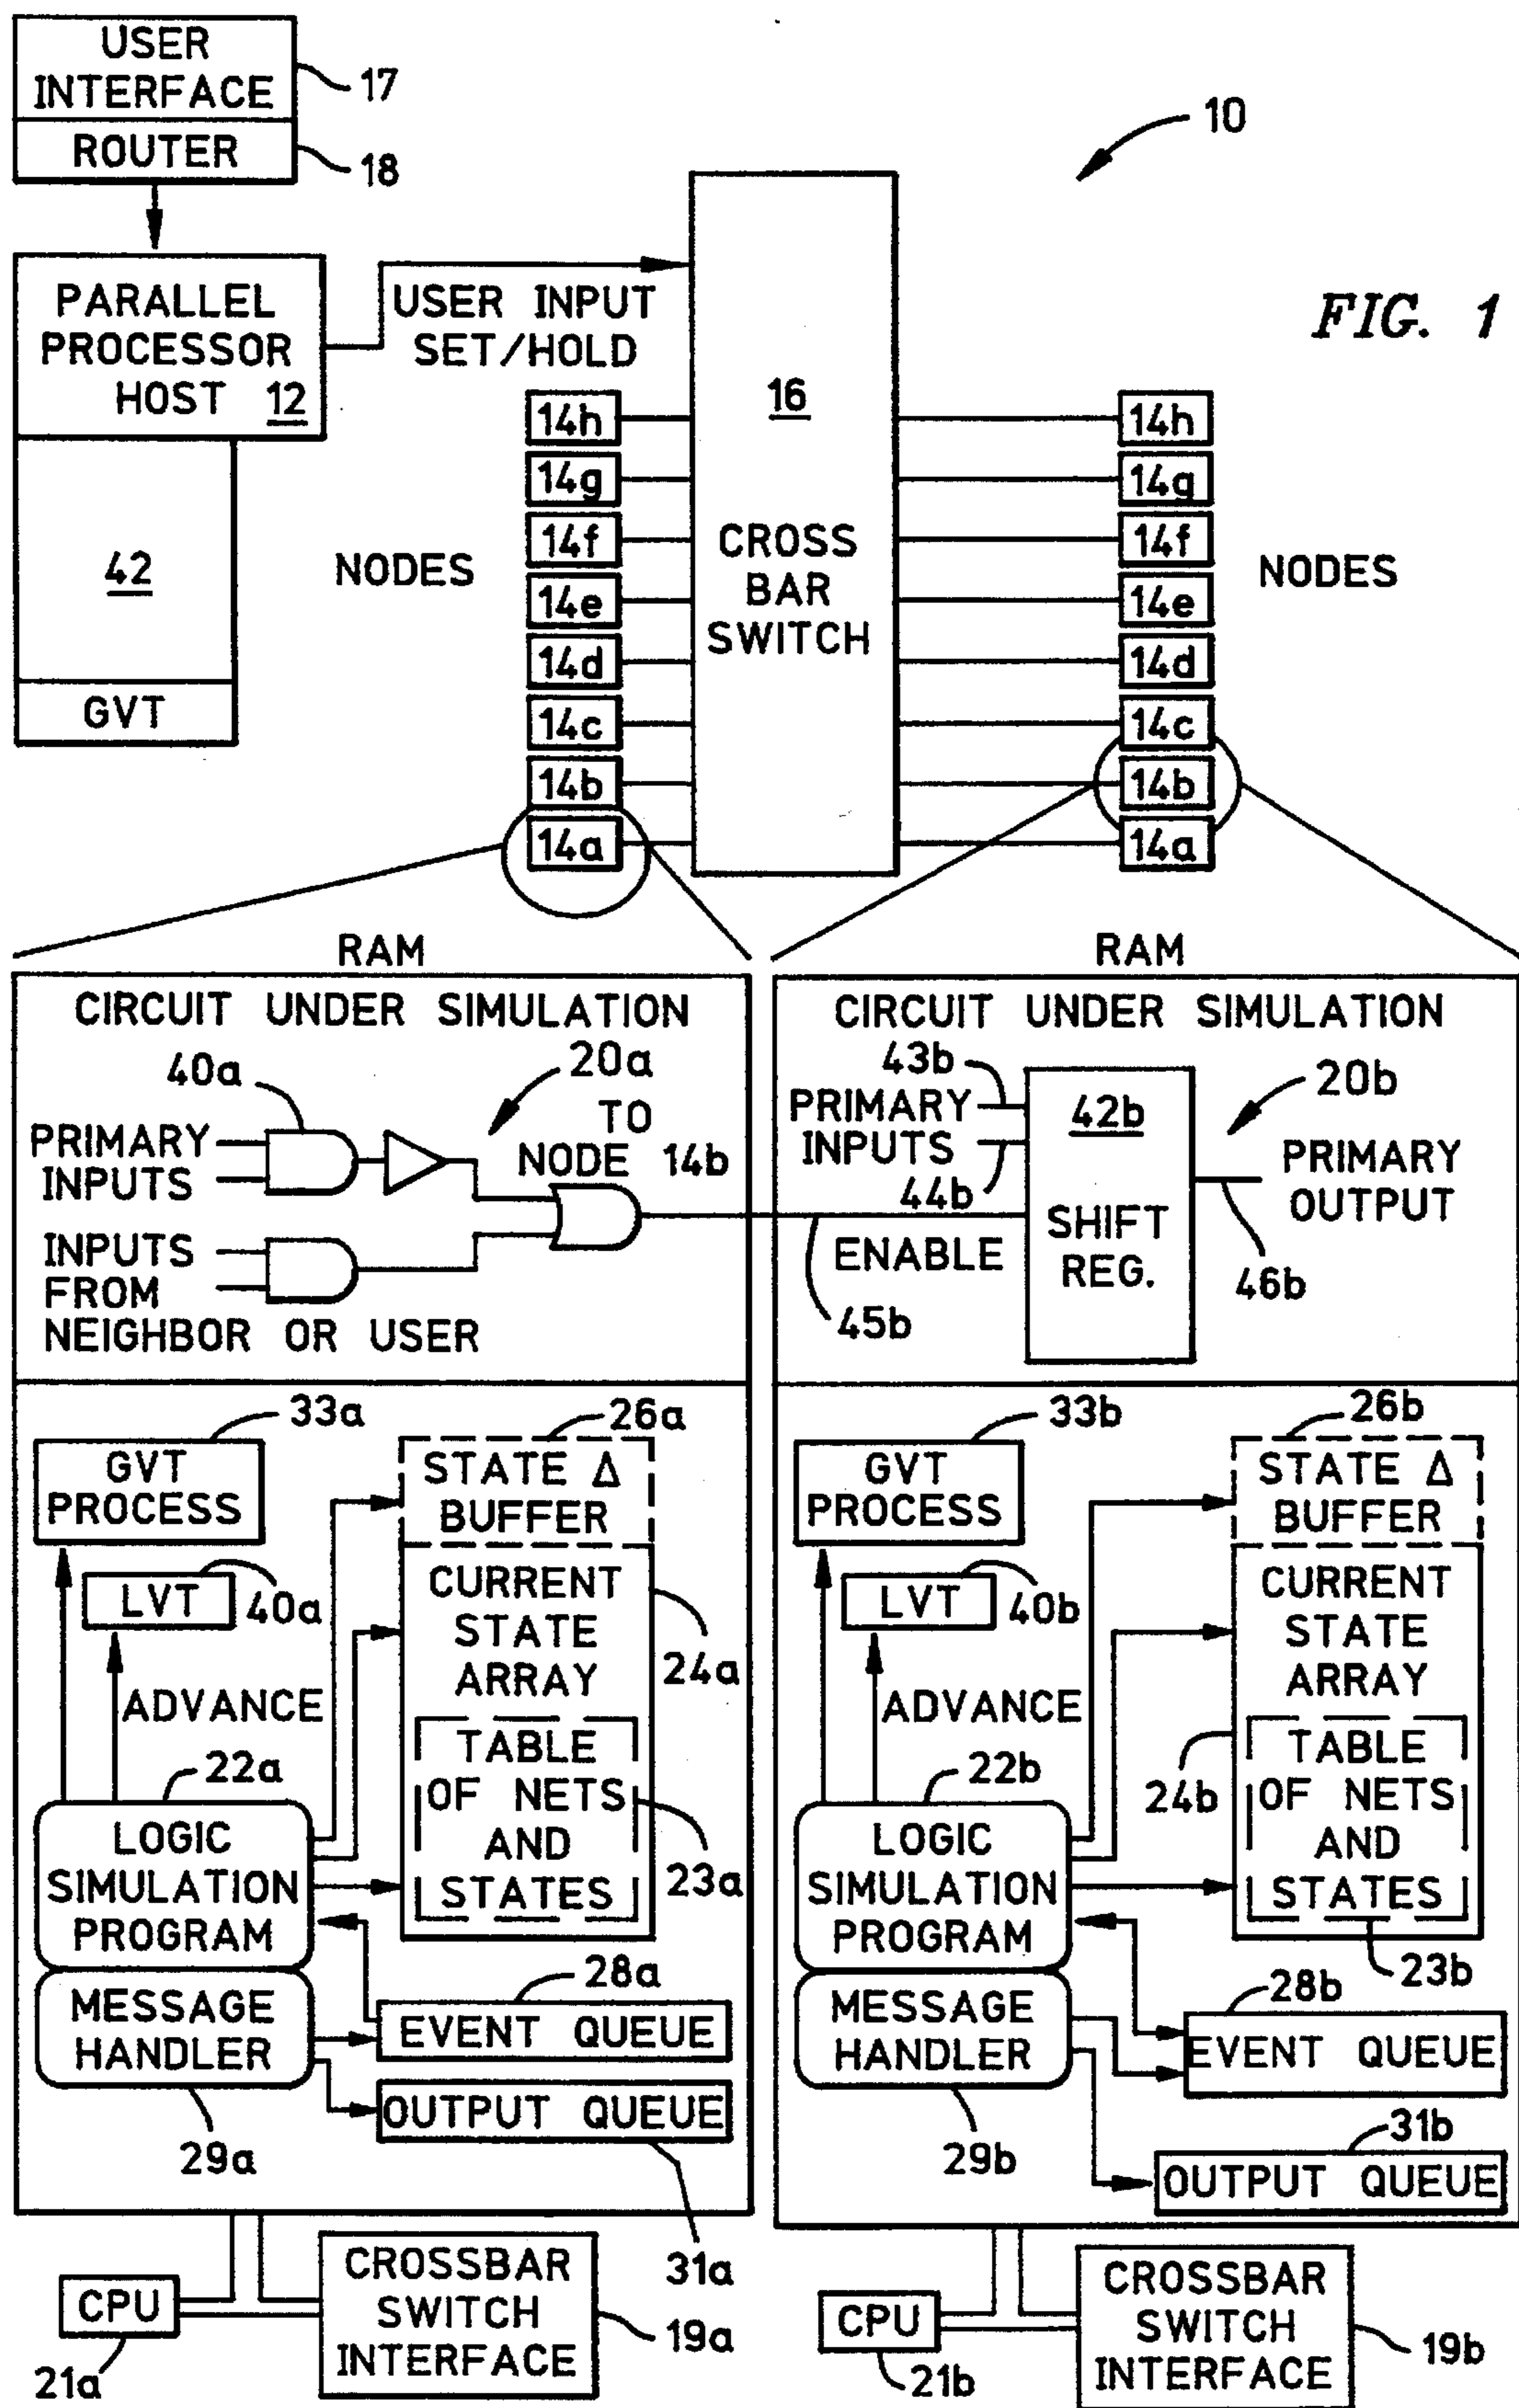 USER
INTERFACE
17
ROUTER
18
10
PARALLEL
PROCESSOR
HOST 12
USER INPUT
SET/HOLD
FIG. 1
16
CROSS
BAR
SWITCH
42
GVT
NODES
14h
14g
14f
14e
14d
14c
14b
14a
14h
14g
14f
14e
14d
14c
14b
14a
NODES
RAM
CIRCUIT UNDER SIMULATION
40a
20a
PRIMARY
INPUTS
TO
NODE 14b
INPUTS
FROM
NEIGHBOR OR USER
33a
GVT
PROCESS
26a
STATE Δ
BUFFER
LVT
40a
CURRENT
STATE
ARRAY
24a
ADVANCE
TABLE
OF NETS
AND
STATES
23a
22a
LOGIC
SIMULATION
PROGRAM
MESSAGE
HANDLER
29a
28a
EVENT QUEUE
OUTPUT QUEUE
31a
CPU
21a
CROSSBAR
SWITCH
INTERFACE
19a
RAM
CIRCUIT UNDER SIMULATION
43b
PRIMARY
INPUTS
44b
42b
SHIFT
REG.
20b
PRIMARY
OUTPUT
46b
ENABLE
45b
33b
GVT
PROCESS
26b
STATE Δ
BUFFER
LVT
40b
CURRENT
STATE
ARRAY
24b
ADVANCE
TABLE
OF NETS
AND
STATES
23b
22b
LOGIC
SIMULATION
PROGRAM
MESSAGE
HANDLER
29b
28b
EVENT QUEUE
31b
OUTPUT QUEUE
CPU
21b
CROSSBAR
SWITCH
INTERFACE
19b